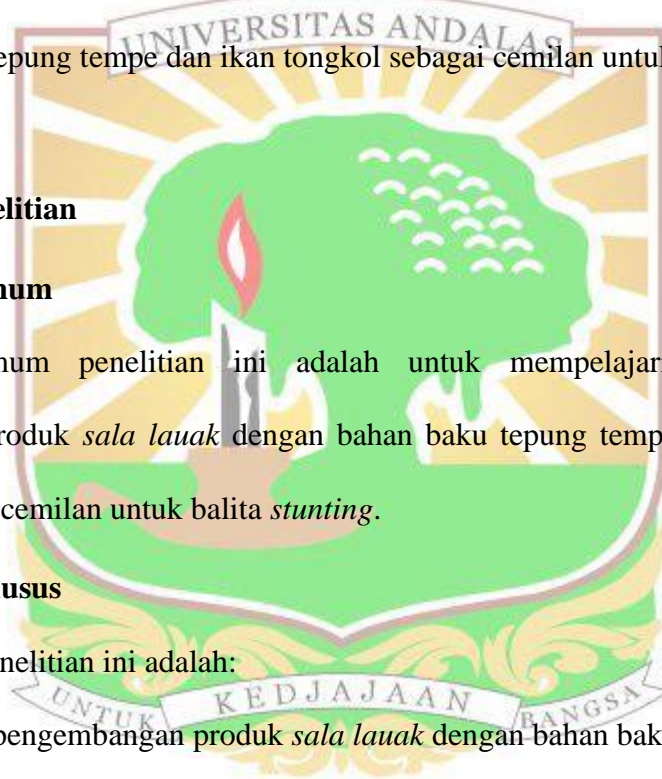 UNIVERSITAS ANDALAS
epung tempe dan ikan tongkol sebagai cemilan untuk
elitian
num
num penelitian ini adalah untuk mempelajari
roduk sala lauak dengan bahan baku tepung temp
cemilan untuk balita stunting.
usus
nelitian ini adalah:
UNTUK KEDJAJAAN BANGSA
pengembangan produk sala lauak dengan bahan bak